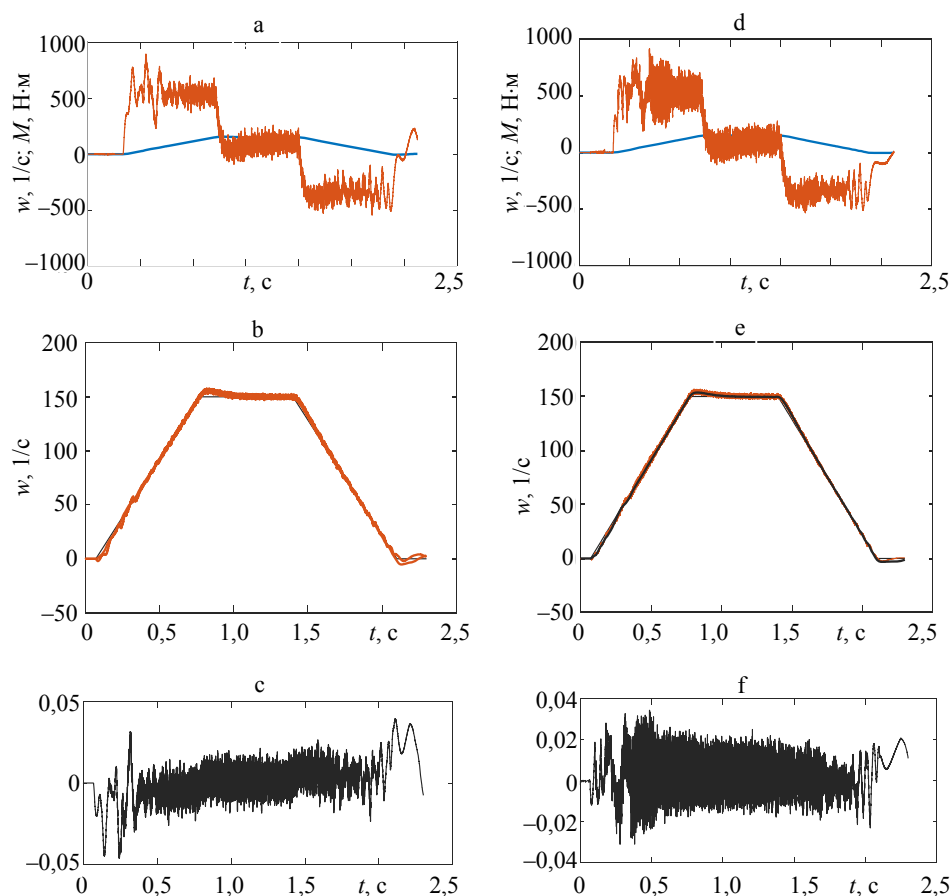 a
1000
500
0
–500
–1000
w, 1/c; M, Н·м
0
t, c
2,5
d
1000
500
0
–500
–1000
w, 1/c; M, Н·м
0
t, c
2,5
b
200
150
100
50
0
–50
w, 1/c
0 0,5 1,0 1,5 t, c 2,5
e
200
150
100
50
0
–50
w, 1/c
0 0,5 1,0 1,5 t, c 2,5
c
0,05
0
–0,05
0 0,5 1,0 1,5 t, c 2,5
f
0,04
0.02
0
–0.02
–0,04
0 0,5 1,0 1,5 t, c 2,5